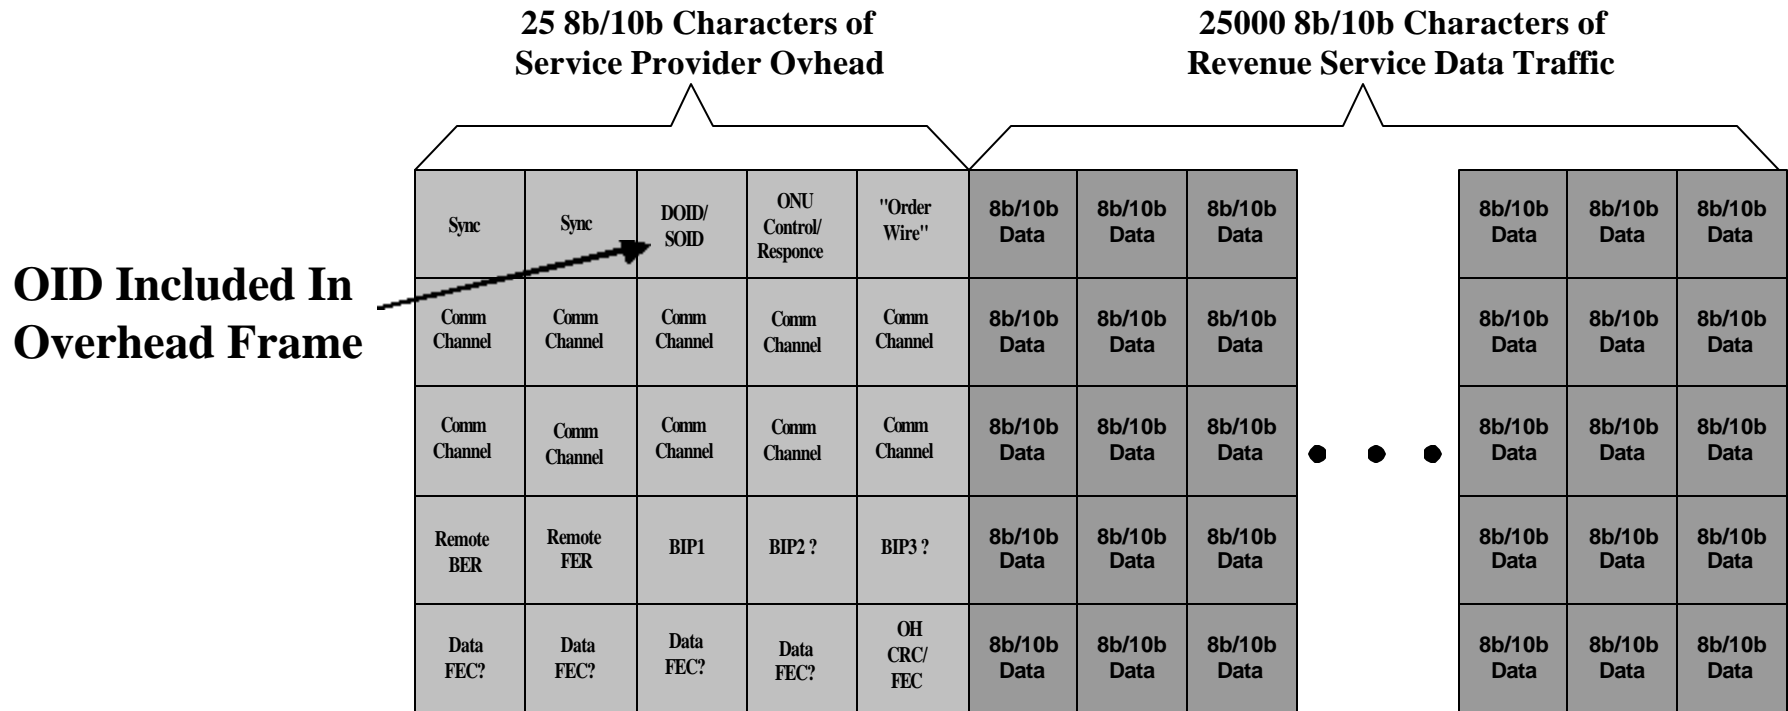 25 8b/10b Characters of
Service Provider Ovhead
25000 8b/10b Characters of
Revenue Service Data Traffic
OID Included In
Overhead Frame
Sync
Sync
DOID/
SOID
ONU
Control/
Responce
"Order
Wire"
8b/10b
Data
8b/10b
Data
8b/10b
Data
8b/10b
Data
8b/10b
Data
8b/10b
Data
Comm
Channel
Comm
Channel
Comm
Channel
Comm
Channel
Comm
Channel
8b/10b
Data
8b/10b
Data
8b/10b
Data
8b/10b
Data
8b/10b
Data
8b/10b
Data
Comm
Channel
Comm
Channel
Comm
Channel
Comm
Channel
Comm
Channel
8b/10b
Data
8b/10b
Data
8b/10b
Data
8b/10b
Data
8b/10b
Data
8b/10b
Data
Remote
BER
Remote
FER
BIP1
BIP2 ?
BIP3 ?
8b/10b
Data
8b/10b
Data
8b/10b
Data
8b/10b
Data
8b/10b
Data
8b/10b
Data
Data
FEC?
Data
FEC?
Data
FEC?
Data
FEC?
OH
CRC/
FEC
8b/10b
Data
8b/10b
Data
8b/10b
Data
8b/10b
Data
8b/10b
Data
8b/10b
Data